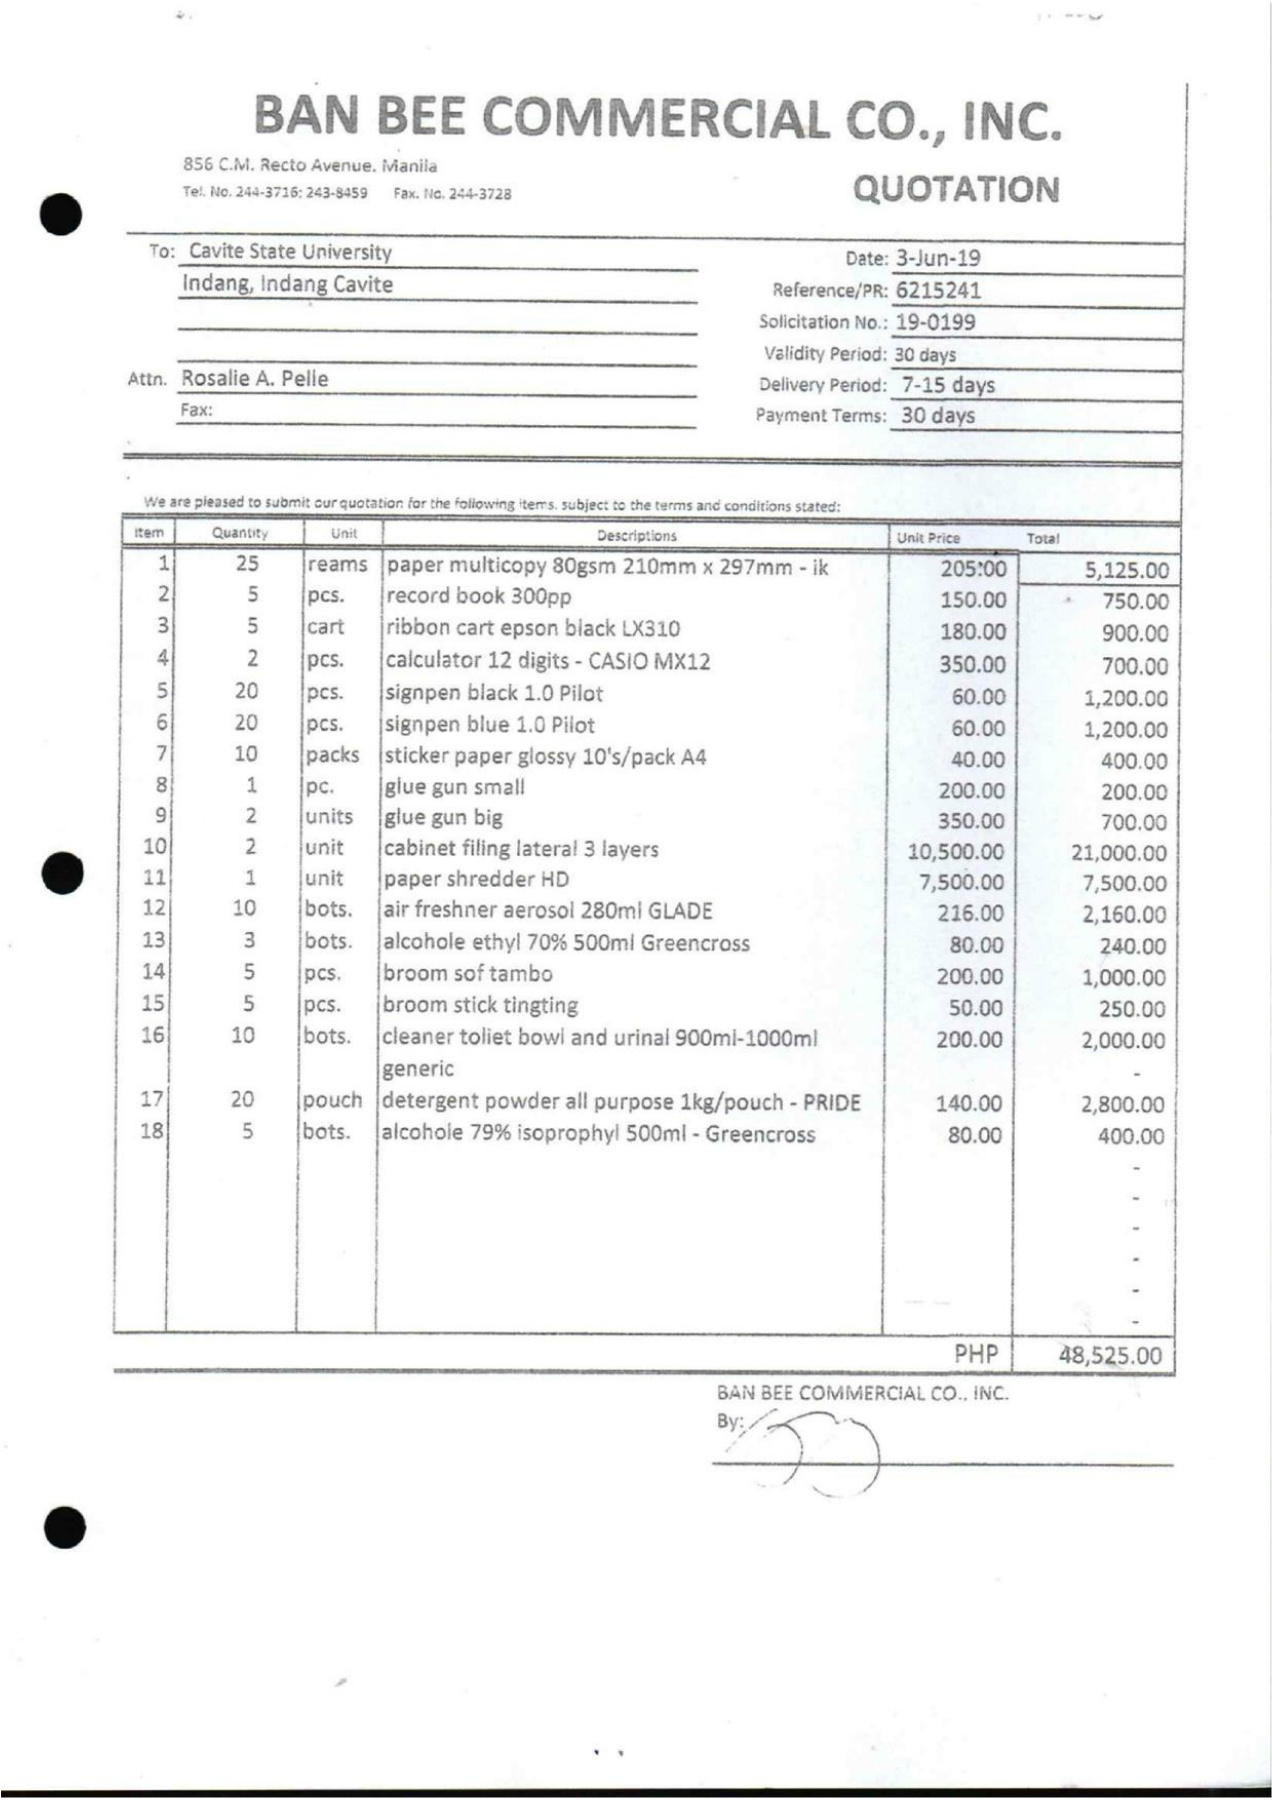 BAN BEE COMMERCIAL CO., INC.
856 C.M. Recto Avenue. Manila
Tel. No. 244-3716; 243-8459 Fax. No. 244-3728
QUOTATION
To: Cavite State University
Indang, Indang Cavite
Attn. Rosalie A. Pelle
Fax:
Date: 3-Jun-19
Reference/PR: 6215241
Solicitation No.: 19-0199
Validity Period: 30 days
Delivery Period: 7-15 days
Payment Terms: 30 days
We are pleased to submit our quotation for the following items, subject to the terms and conditions stated:
Item Quantity Unit Descriptions Unit Price Total
1 25 reams paper multicopy 80gsm 210mm x 297mm - ik 205.00 5,125.00
2 5 pcs. record book 300pp 150.00 750.00
3 5 cart ribbon cart epson black LX310 180.00 900.00
4 2 pcs. calculator 12 digits - CASIO MX12 350.00 700.00
5 20 pcs. signpen black 1.0 Pilot 60.00 1,200.00
6 20 pcs. signpen blue 1.0 Pilot 60.00 1,200.00
7 10 packs sticker paper glossy 10's/pack A4 40.00 400.00
8 1 pc. glue gun small 200.00 200.00
9 2 units glue gun big 350.00 700.00
10 2 unit cabinet filing lateral 3 layers 10,500.00 21,000.00
11 1 unit paper shredder HD 7,500.00 7,500.00
12 10 bots. air freshner aerosol 280ml GLADE 216.00 2,160.00
13 3 bots. alcohole ethyl 70% 500ml Greencross 80.00 240.00
14 5 pcs. broom sof tambo 200.00 1,000.00
15 5 pcs. broom stick tingting 50.00 250.00
16 10 bots. cleaner toliet bowl and urinal 900ml-1000ml 200.00 2,000.00
generic -
17 20 pouch detergent powder all purpose 1kg/pouch - PRIDE 140.00 2,800.00
18 5 bots. alcohole 79% isoprophyl 500ml - Greencross 80.00 400.00
-
-
-
-
-
-
PHP 48,525.00
BAN BEE COMMERCIAL CO., INC.
By: